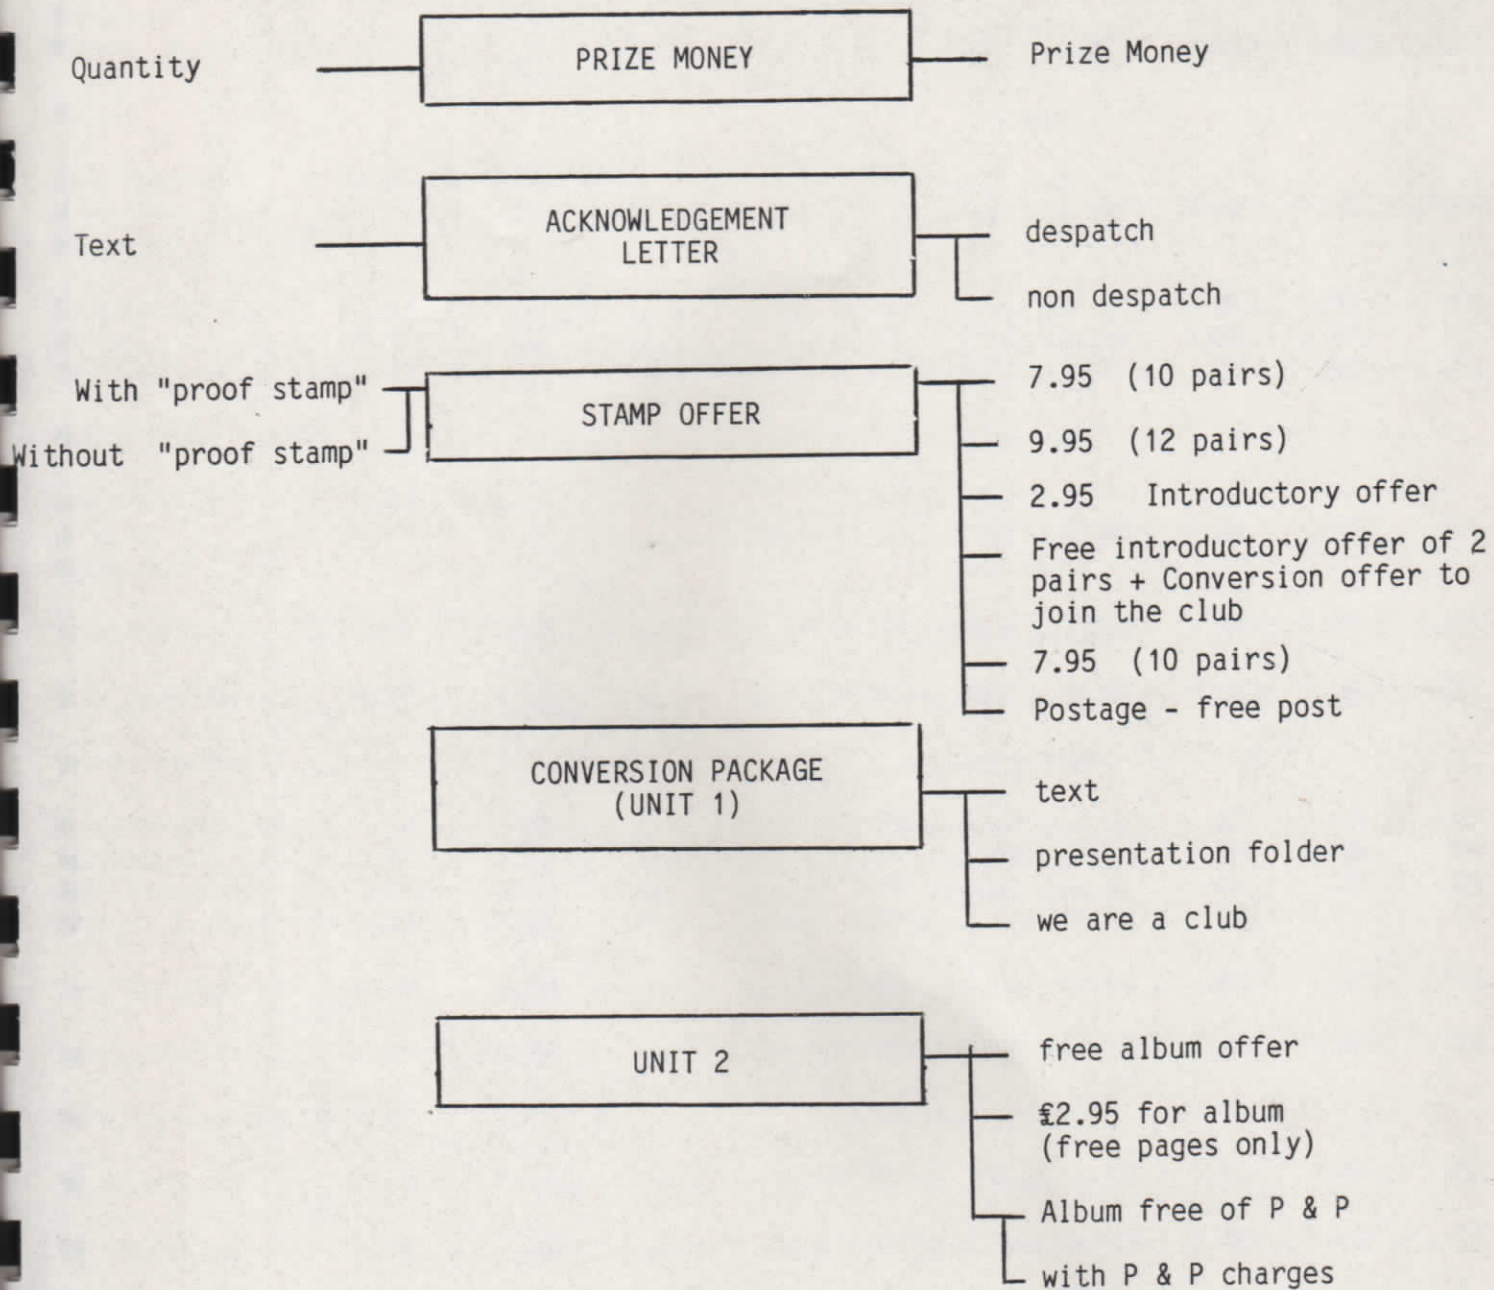 Quantity PRIZE MONEY Prize Money
ACKNOWLEDGEMENT
Text LETTER despatch
non despatch
With "proof stamp" STAMP OFFER 7.95 (10 pairs)
Without "proof stamp" 9.95 (12 pairs)
2.95 Introductory offer
Free introductory offer of 2
pairs + Conversion offer to
join the club
7.95 (10 pairs)
Postage - free post
CONVERSION PACKAGE
(UNIT 1)
text
presentation folder
we are a club
UNIT 2
free album offer
£2.95 for album
(free pages only)
Album free of P & P
with P & P charges